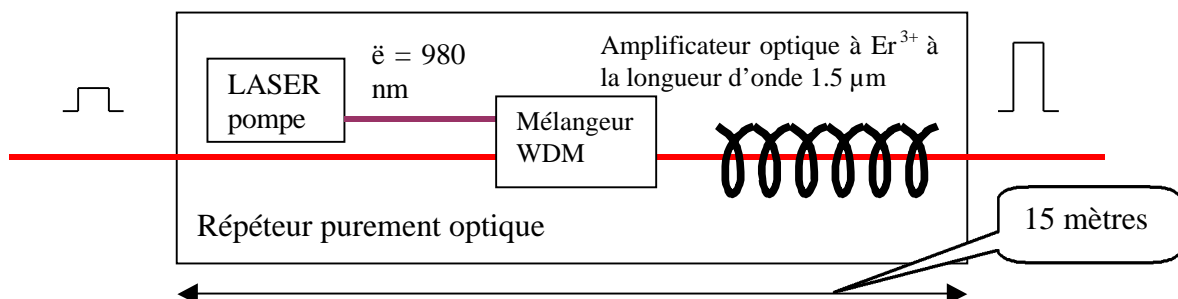 ë = 980
nm
Amplificateur optique à Er³⁺ à
la longueur d'onde 1.5 µm
LASER
pompe
Mélangeur
WDM
Répéteur purement optique
15 mètres